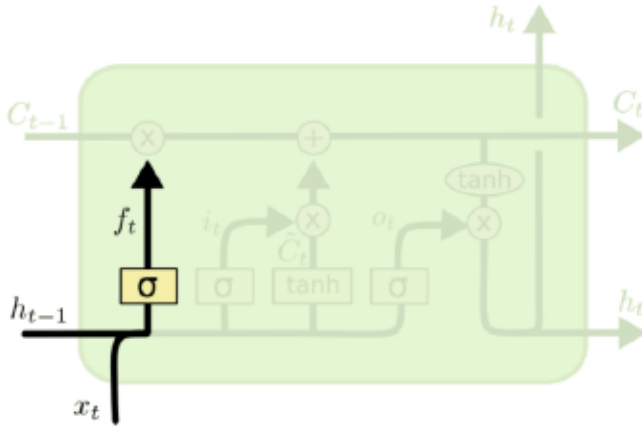 h_t
C_{t-1}
C_t
x
+
tanh
f_t
i_t
x
o_t
x
C̃_t
σ
σ
tanh
σ
h_{t-1}
h_t
x_t